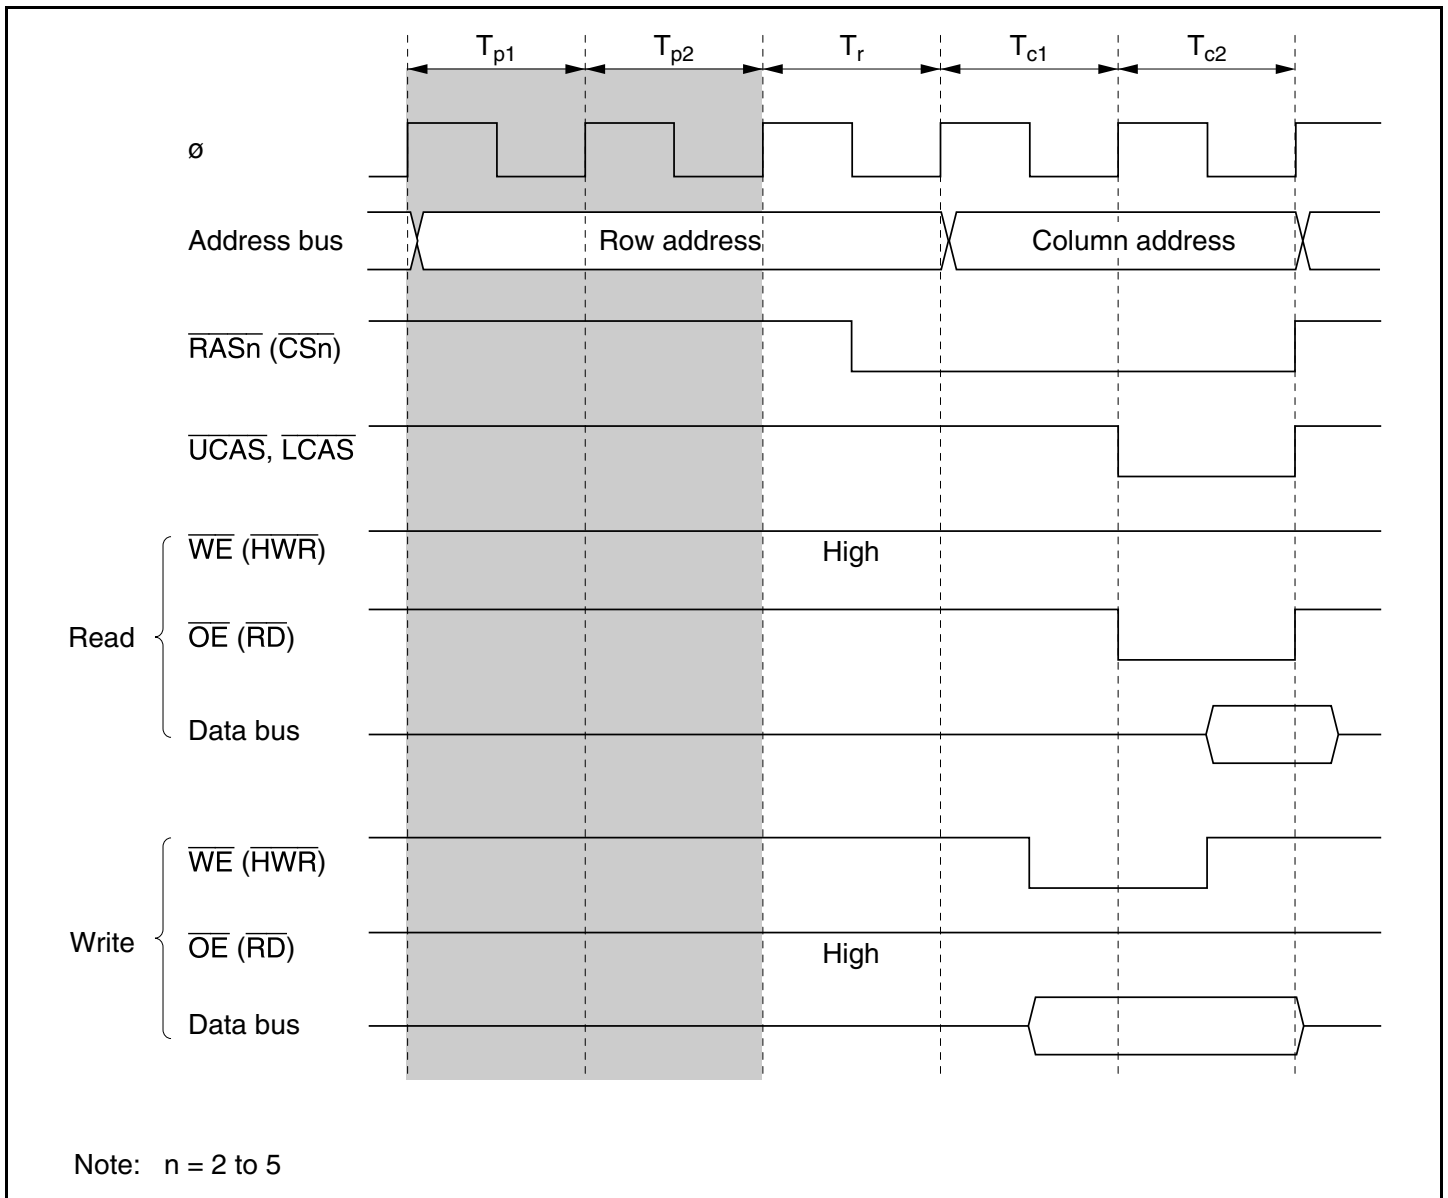 Tp1 Tp2 Tr Tc1 Tc2
ø
Address bus Row address Column address
RASn (CSn)
UCAS, LCAS
WE (HWR) High
Read OE (RD)
Data bus
WE (HWR)
Write OE (RD) High
Data bus
Note: n = 2 to 5